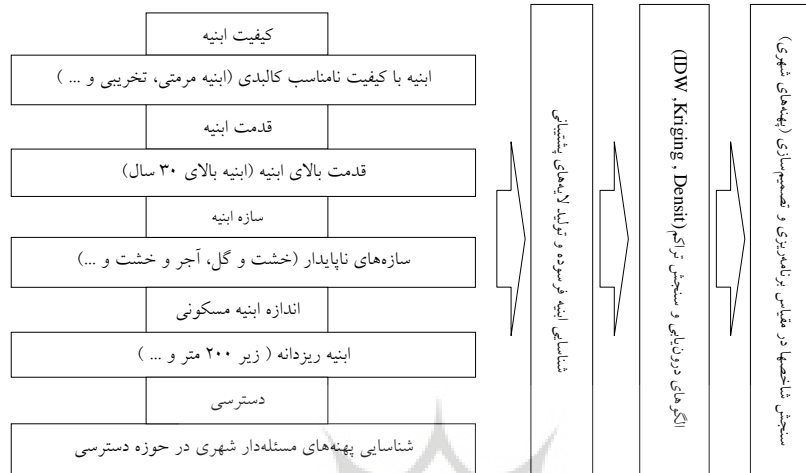 کیفیت ابنیه
ابنیه با کیفیت نامناسب کالبدی (ابنیه مرمتی، تخریبی و ... )
قدمت ابنیه
قدمت بالای ابنیه (ابنیه بالای ۳۰ سال)
سازه ابنیه
سازه‌های ناپایدار (خشت و گل، آجر و خشت و ...)
اندازه ابنیه مسکونی
ابنیه ریزدانه ( زیر ۲۰۰ متر و ... )
دسترسی
شناسایی پهنه‌های مسئله‌دار شهری در حوزه دسترسی
شناسایی ابنیه فرسوده و تولید لایه‌های پشتیبانی
الگوهای درون‌یابی و سنجش تراکم(IDW ,Kriging , Densit)
سنجش شاخصها در مقیاس برنامه‌ریزی و تصمیم‌سازی (پهنه‌های شهری)